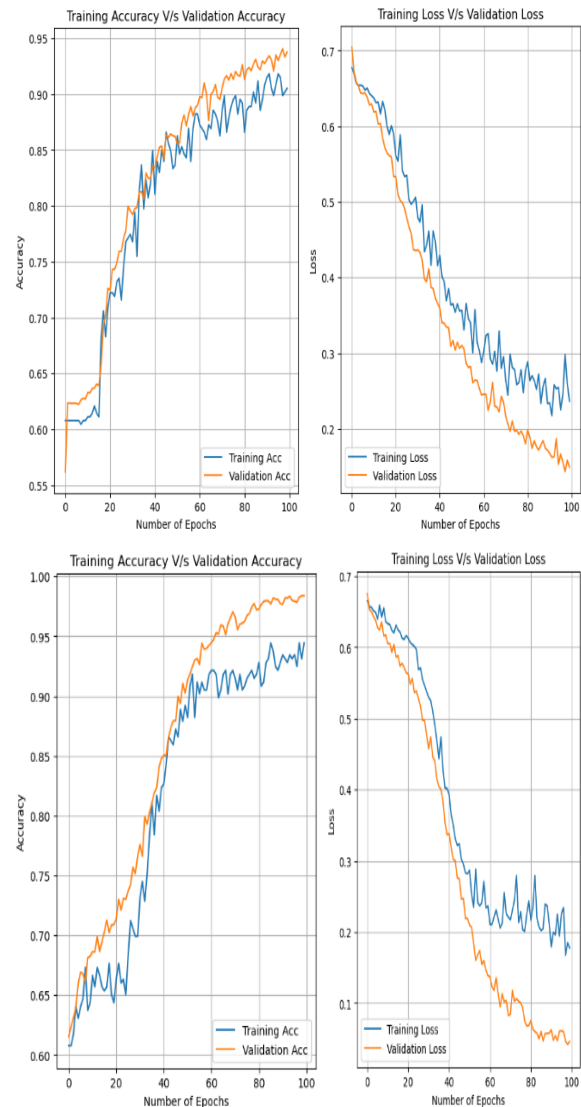 Training Accuracy V/s Validation Accuracy
0.95
0.90
0.85
0.80
0.75
0.70
0.65
0.60
0.55
Accuracy
Training Acc
Validation Acc
0 20 40 60 80 100
Number of Epochs
Training Loss V/s Validation Loss
0.7
0.6
0.5
0.4
0.3
0.2
Loss
Training Loss
Validation Loss
0 20 40 60 80 100
Number of Epochs
Training Accuracy V/s Validation Accuracy
1.00
0.95
0.90
0.85
0.80
0.75
0.70
0.65
0.60
Accuracy
Training Acc
Validation Acc
0 20 40 60 80 100
Number of Epochs
Training Loss V/s Validation Loss
0.7
0.6
0.5
0.4
0.3
0.2
0.1
Loss
Training Loss
Validation Loss
0 20 40 60 80 100
Number of Epochs